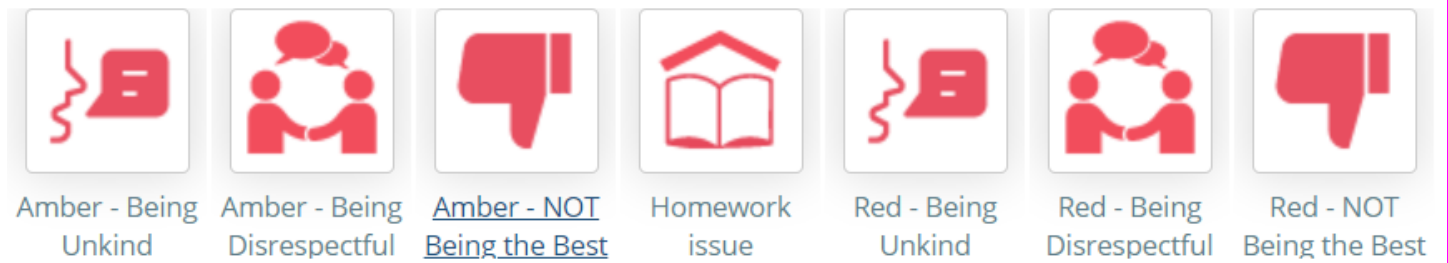 Amber - Being
Unkind
Amber - Being
Disrespectful
Amber - NOT
Being the Best
Homework
issue
Red - Being
Unkind
Red - Being
Disrespectful
Red - NOT
Being the Best